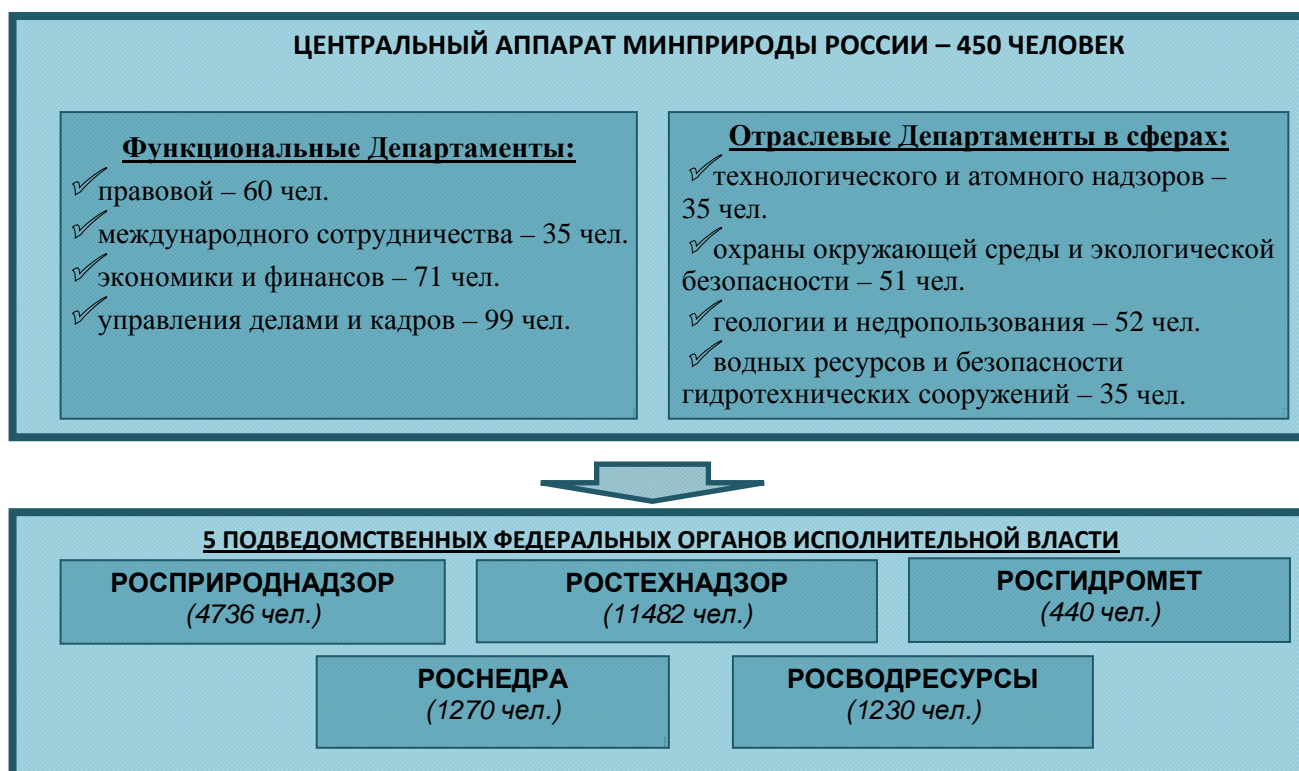 ЦЕНТРАЛЬНЫЙ АППАРАТ МИНПРИРОДЫ РОССИИ – 450 ЧЕЛОВЕК
Функциональные Департаменты:
правовой – 60 чел.
международного сотрудничества – 35 чел.
экономики и финансов – 71 чел.
управления делами и кадров – 99 чел.
Отраслевые Департаменты в сферах:
технологического и атомного надзоров –
35 чел.
охраны окружающей среды и экологической
безопасности – 51 чел.
геологии и недропользования – 52 чел.
водных ресурсов и безопасности
гидротехнических сооружений – 35 чел.
5 ПОДВЕДОМСТВЕННЫХ ФЕДЕРАЛЬНЫХ ОРГАНОВ ИСПОЛНИТЕЛЬНОЙ ВЛАСТИ
РОСПРИРОДНАДЗОР
(4736 чел.)
РОСТЕХНАДЗОР
(11482 чел.)
РОСГИДРОМЕТ
(440 чел.)
РОСНЕДРА
(1270 чел.)
РОСВОДРЕСУРСЫ
(1230 чел.)